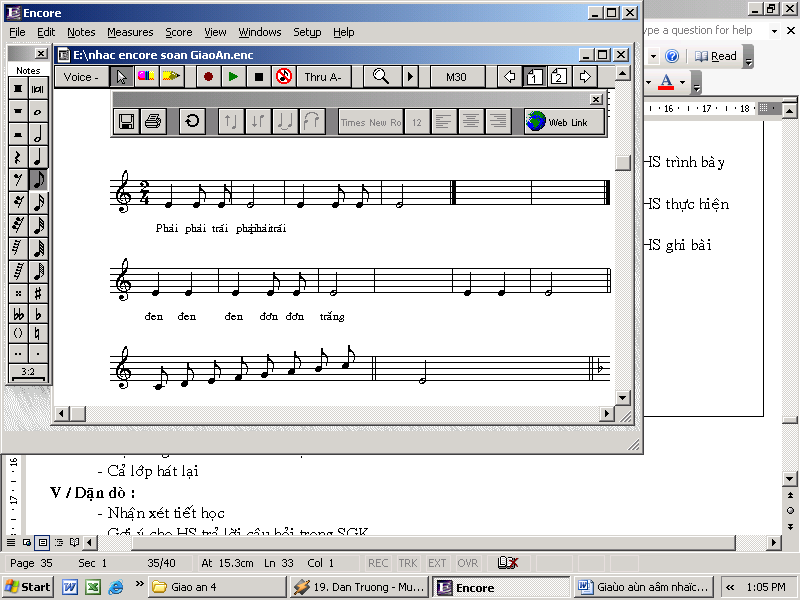 Encore
File Edit Notes Measures Score View Windows Setup Help
ype a question for help
E:\nhac encore soan GiaoAn.enc
Notes
Voice - Thru A- M30 1 2
Read
Times New Ro 12 Web Link
16 17 18
HS trình bày
Phải phải trái phải phải trái
HS thực hiện
HS ghi bài
đen đen đen đơn đơn trắng
3:2
- Cả lớp hát lại
V / Dặn dò :
- Nhận xét tiết học
- Gợi ý cho HS trả lời câu hỏi trong SGK
16
17
Page 35 Sec 1 35/40 At 15.3cm Ln 33 Col 1 REC TRK EXT OVR
Start Giao an 4 19. Dan Truong - Mu... Encore Giaùo aùn aâm nhaïc... 1:05 PM